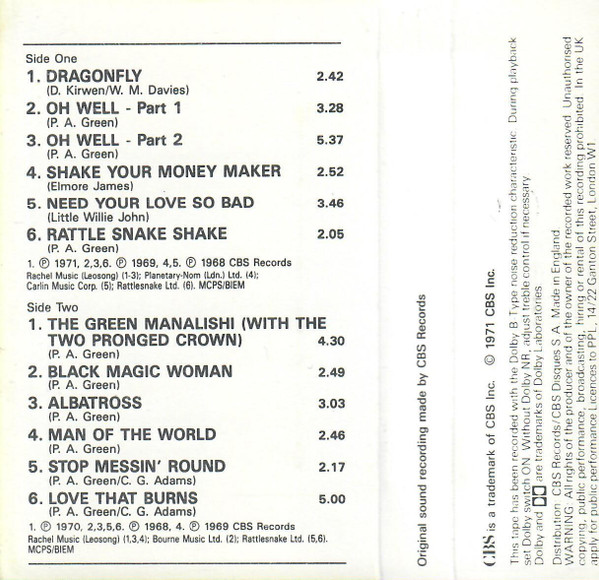 Side One
1. DRAGONFLY 2.42
(D. Kirwen/W. M. Davies)
2. OH WELL - Part 1 3.28
(P. A. Green)
3. OH WELL - Part 2 5.37
(P. A. Green)
4. SHAKE YOUR MONEY MAKER 2.52
(Elmore James)
5. NEED YOUR LOVE SO BAD 3.46
(Little Willie John)
6. RATTLE SNAKE SHAKE 2.05
(P. A. Green)
1. ℗ 1971, 2,3,6. ℗ 1969, 4,5. ℗ 1968 CBS Records
Rachel Music (Leosong) (1-3); Planetary-Nom (Ldn.) Ltd. (4);
Carlin Music Corp. (5); Rattlesnake Ltd. (6). MCPS/BIEM
Side Two
1. THE GREEN MANALISHI (WITH THE
TWO PRONGED CROWN) 4.30
(P. A. Green)
2. BLACK MAGIC WOMAN 2.49
(P. A. Green)
3. ALBATROSS 3.03
(P. A. Green)
4. MAN OF THE WORLD 2.46
(P. A. Green)
5. STOP MESSIN' ROUND 2.17
(P. A. Green/C. G. Adams)
6. LOVE THAT BURNS 5.00
(P. A. Green/C. G. Adams)
1. ℗ 1970, 2,3,5,6. ℗ 1968, 4. ℗ 1969 CBS Records
Rachel Music (Leosong) (1,3,4); Bourne Music Ltd. (2); Rattlesnake Ltd. (5,6).
MCPS/BIEM
Original sound recording made by CBS Records
CBS is a trademark of CBS Inc. © 1971 CBS Inc.
This tape has been recorded with the Dolby B Type noise reduction characteristic. During playback
set Dolby switch ON. Without Dolby NR, adjust treble control if necessary.
Dolby and are trademarks of Dolby Laboratories
Distribution: CBS Records/CBS Disques S.A. Made in England
WARNING: All rights of the producer and of the owner of the recorded work reserved. Unauthorised
copying, public performance, broadcasting, hiring or rental of this recording prohibited. In the UK
apply for public performance Licences to PPL, 14/22 Ganton Street, London W1